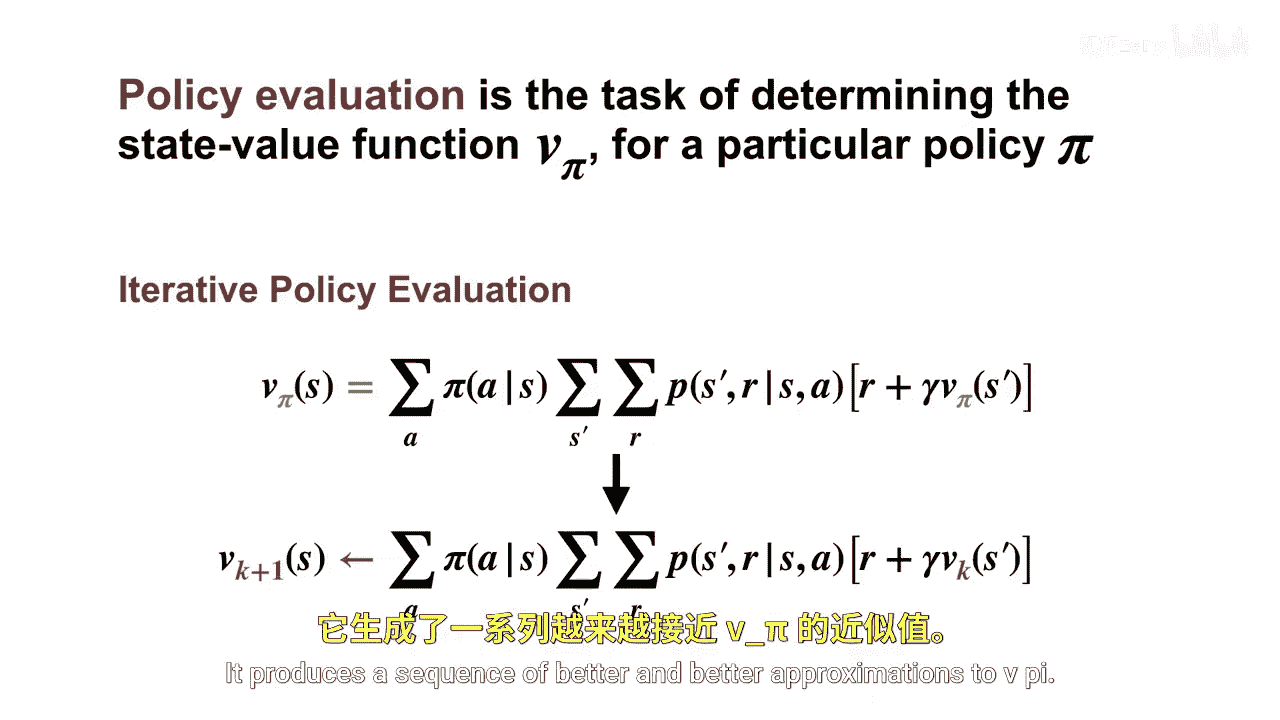 Policy evaluation is the task of determining the
state-value function v_π, for a particular policy π
Iterative Policy Evaluation
v_π(s) = ∑_a π(a|s) ∑_s′ ∑_r p(s′, r|s, a)[r + γv_π(s′)]
v_{k+1}(s) ← ∑_a π(a|s) ∑_s′ ∑_r p(s′, r|s, a)[r + γv_k(s′)]
它生成了一系列越来越接近 v_π 的近似值。
It produces a sequence of better and better approximations to v pi.